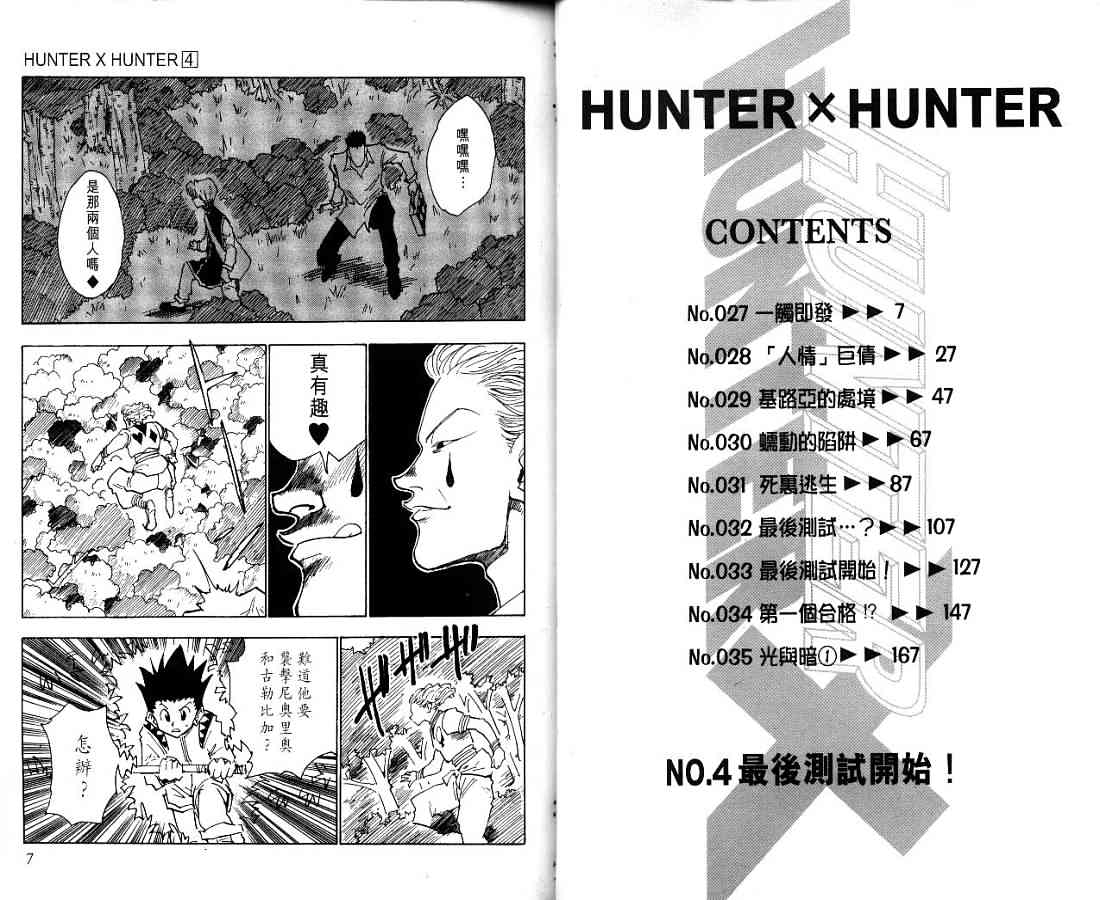 HUNTER × HUNTER
CONTENTS
No.027 一觸即發 ►► 7
No.028 「人情」巨債 ►► 27
No.029 基路亞的處境 ►► 47
No.030 蠕動的陷阱 ►► 67
No.031 死裏逃生 ►► 87
No.032 最後測試…? ►► 107
No.033 最後測試開始! ►► 127
No.034 第一個合格!? ►► 147
No.035 光與暗① ►► 167
NO.4 最後測試開始!
HUNTER X HUNTER 4
嘿嘿嘿…
是那兩個人嗎◆
真有趣♥
難道他要
襲擊尼奧里奥
和古勒比加?
怎辦?
7